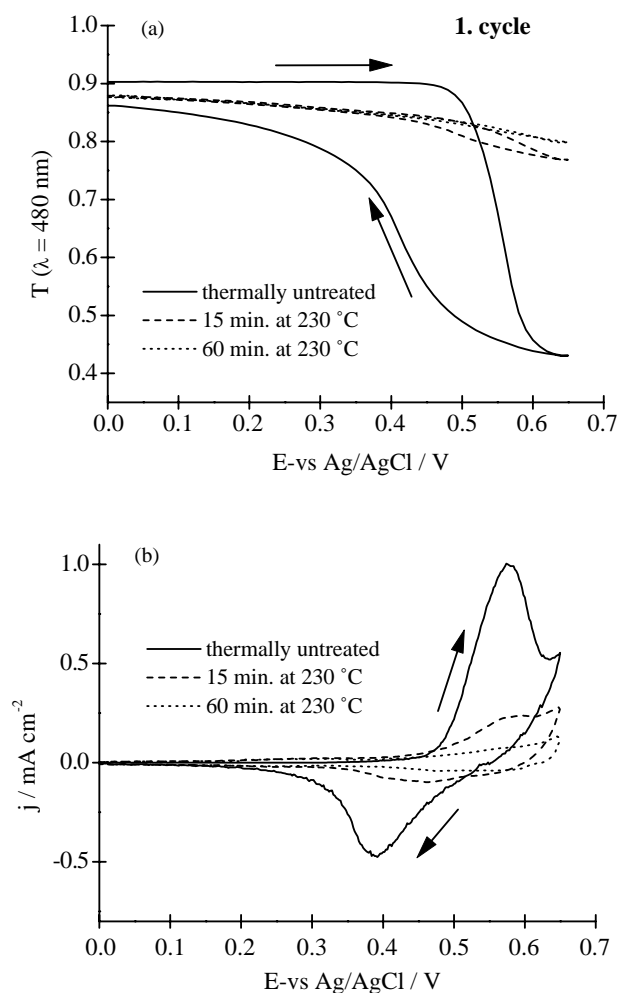 (a)
1. cycle
1.0
0.9
0.8
0.7
0.6
0.5
0.4
T (λ = 480 nm)
thermally untreated
15 min. at 230 ˚C
60 min. at 230 ˚C
0.0 0.1 0.2 0.3 0.4 0.5 0.6 0.7
E-vs Ag/AgCl / V
(b)
1.0
0.5
0.0
-0.5
j / mA cm⁻²
thermally untreated
15 min. at 230 ˚C
60 min. at 230 ˚C
0.0 0.1 0.2 0.3 0.4 0.5 0.6 0.7
E-vs Ag/AgCl / V